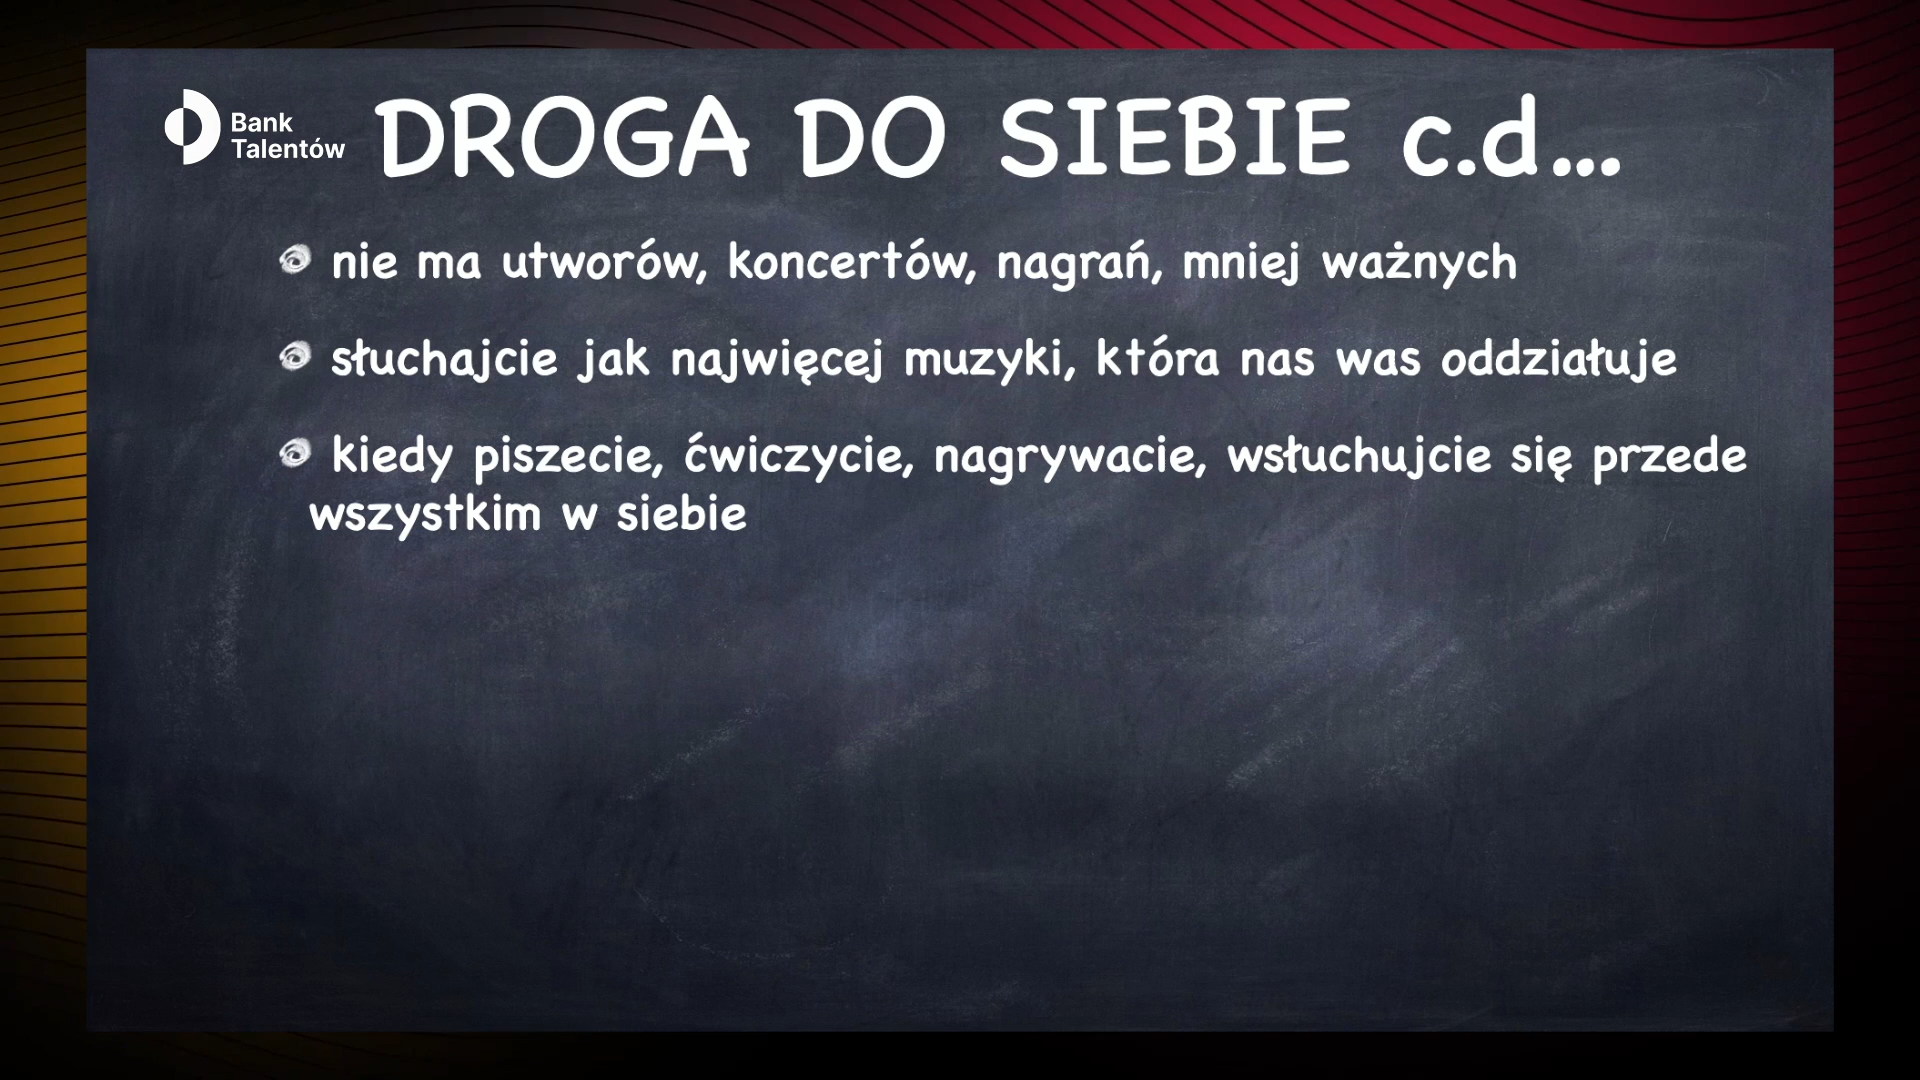 Bank
Talentów
DROGA DO SIEBIE c.d...
nie ma utworów, koncertów, nagrań, mniej ważnych
słuchajcie jak najwięcej muzyki, która nas was oddziałuje
kiedy piszecie, ćwiczycie, nagrywacie, wsłuchujcie się przede
wszystkim w siebie